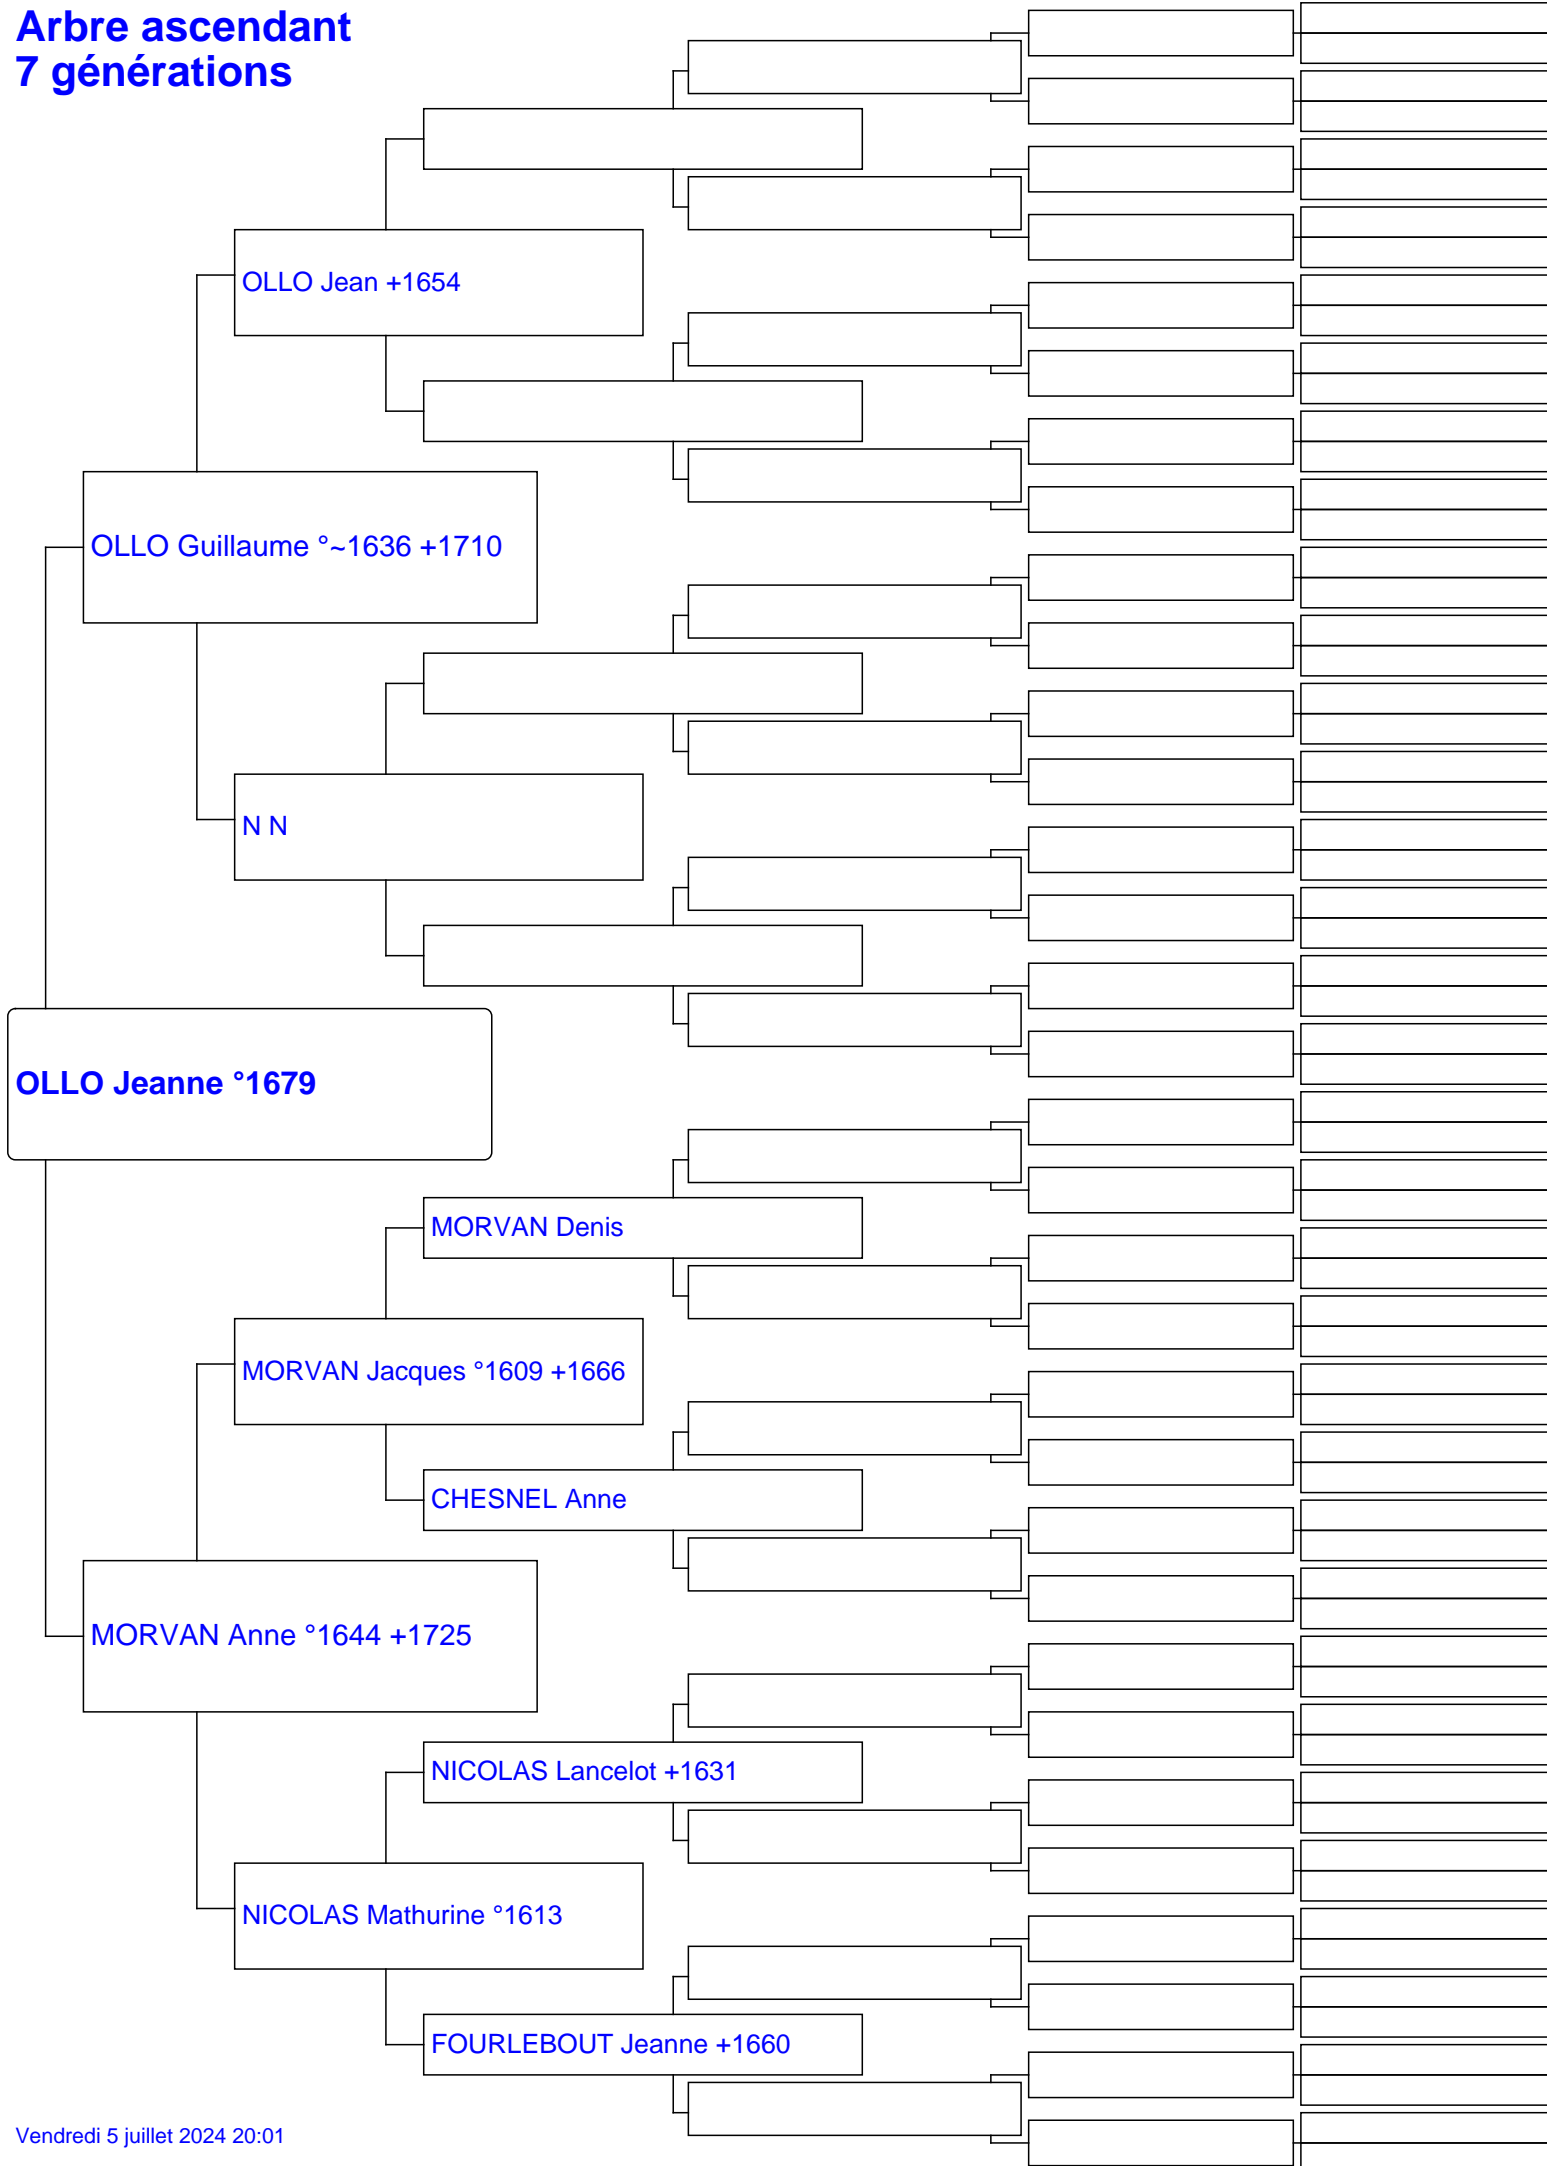 Arbre ascendant
7 générations
OLLO Jean +1654
OLLO Guillaume °~1636 +1710
N N
OLLO Jeanne °1679
MORVAN Denis
MORVAN Jacques °1609 +1666
CHESNEL Anne
MORVAN Anne °1644 +1725
NICOLAS Lancelot +1631
NICOLAS Mathurine °1613
FOURLEBOUT Jeanne +1660
Vendredi 5 juillet 2024 20:01